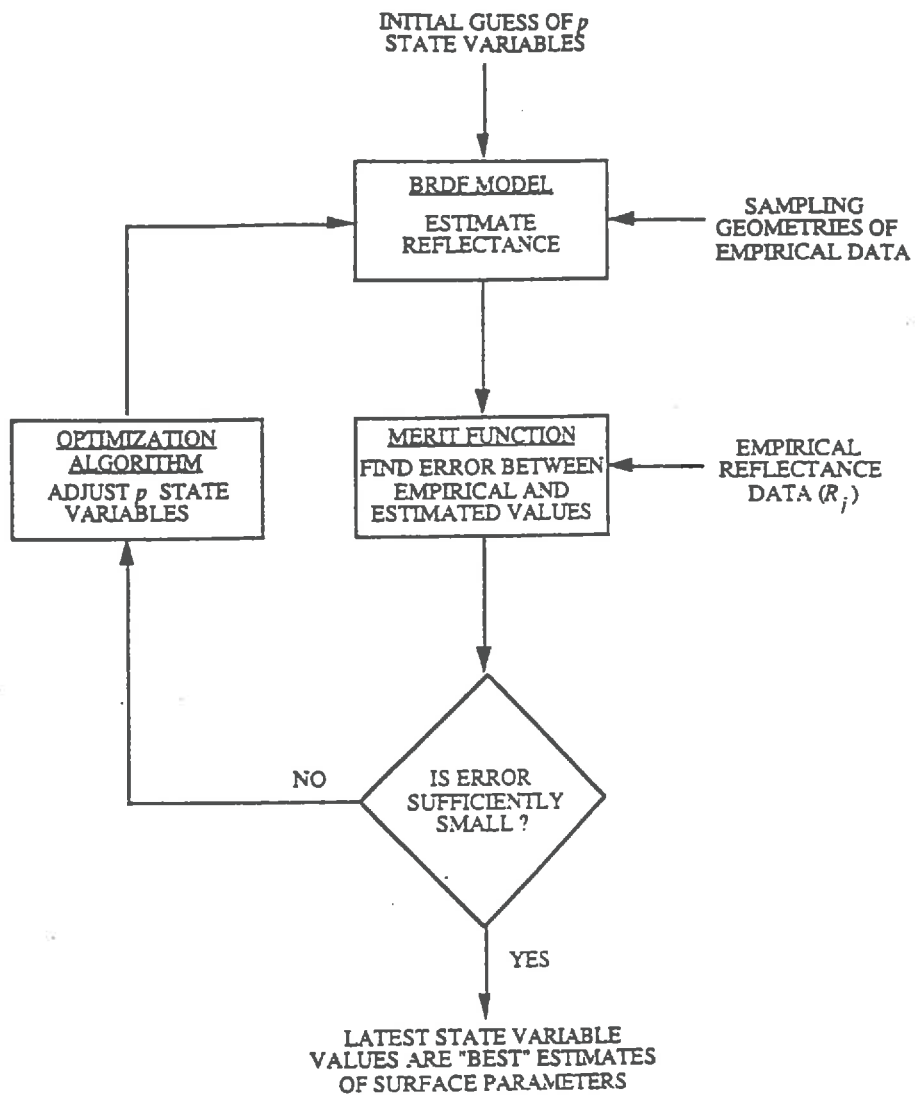 INITIAL GUESS OF p
STATE VARIABLES
BRDF MODEL
ESTIMATE
REFLECTANCE
SAMPLING
GEOMETRIES OF
EMPIRICAL DATA
OPTIMIZATION
ALGORITHM
ADJUST p STATE
VARIABLES
MERIT FUNCTION
FIND ERROR BETWEEN
EMPIRICAL AND
ESTIMATED VALUES
EMPIRICAL
REFLECTANCE
DATA (R_j)
NO
IS ERROR
SUFFICIENTLY
SMALL ?
YES
LATEST STATE VARIABLE
VALUES ARE "BEST" ESTIMATES
OF SURFACE PARAMETERS